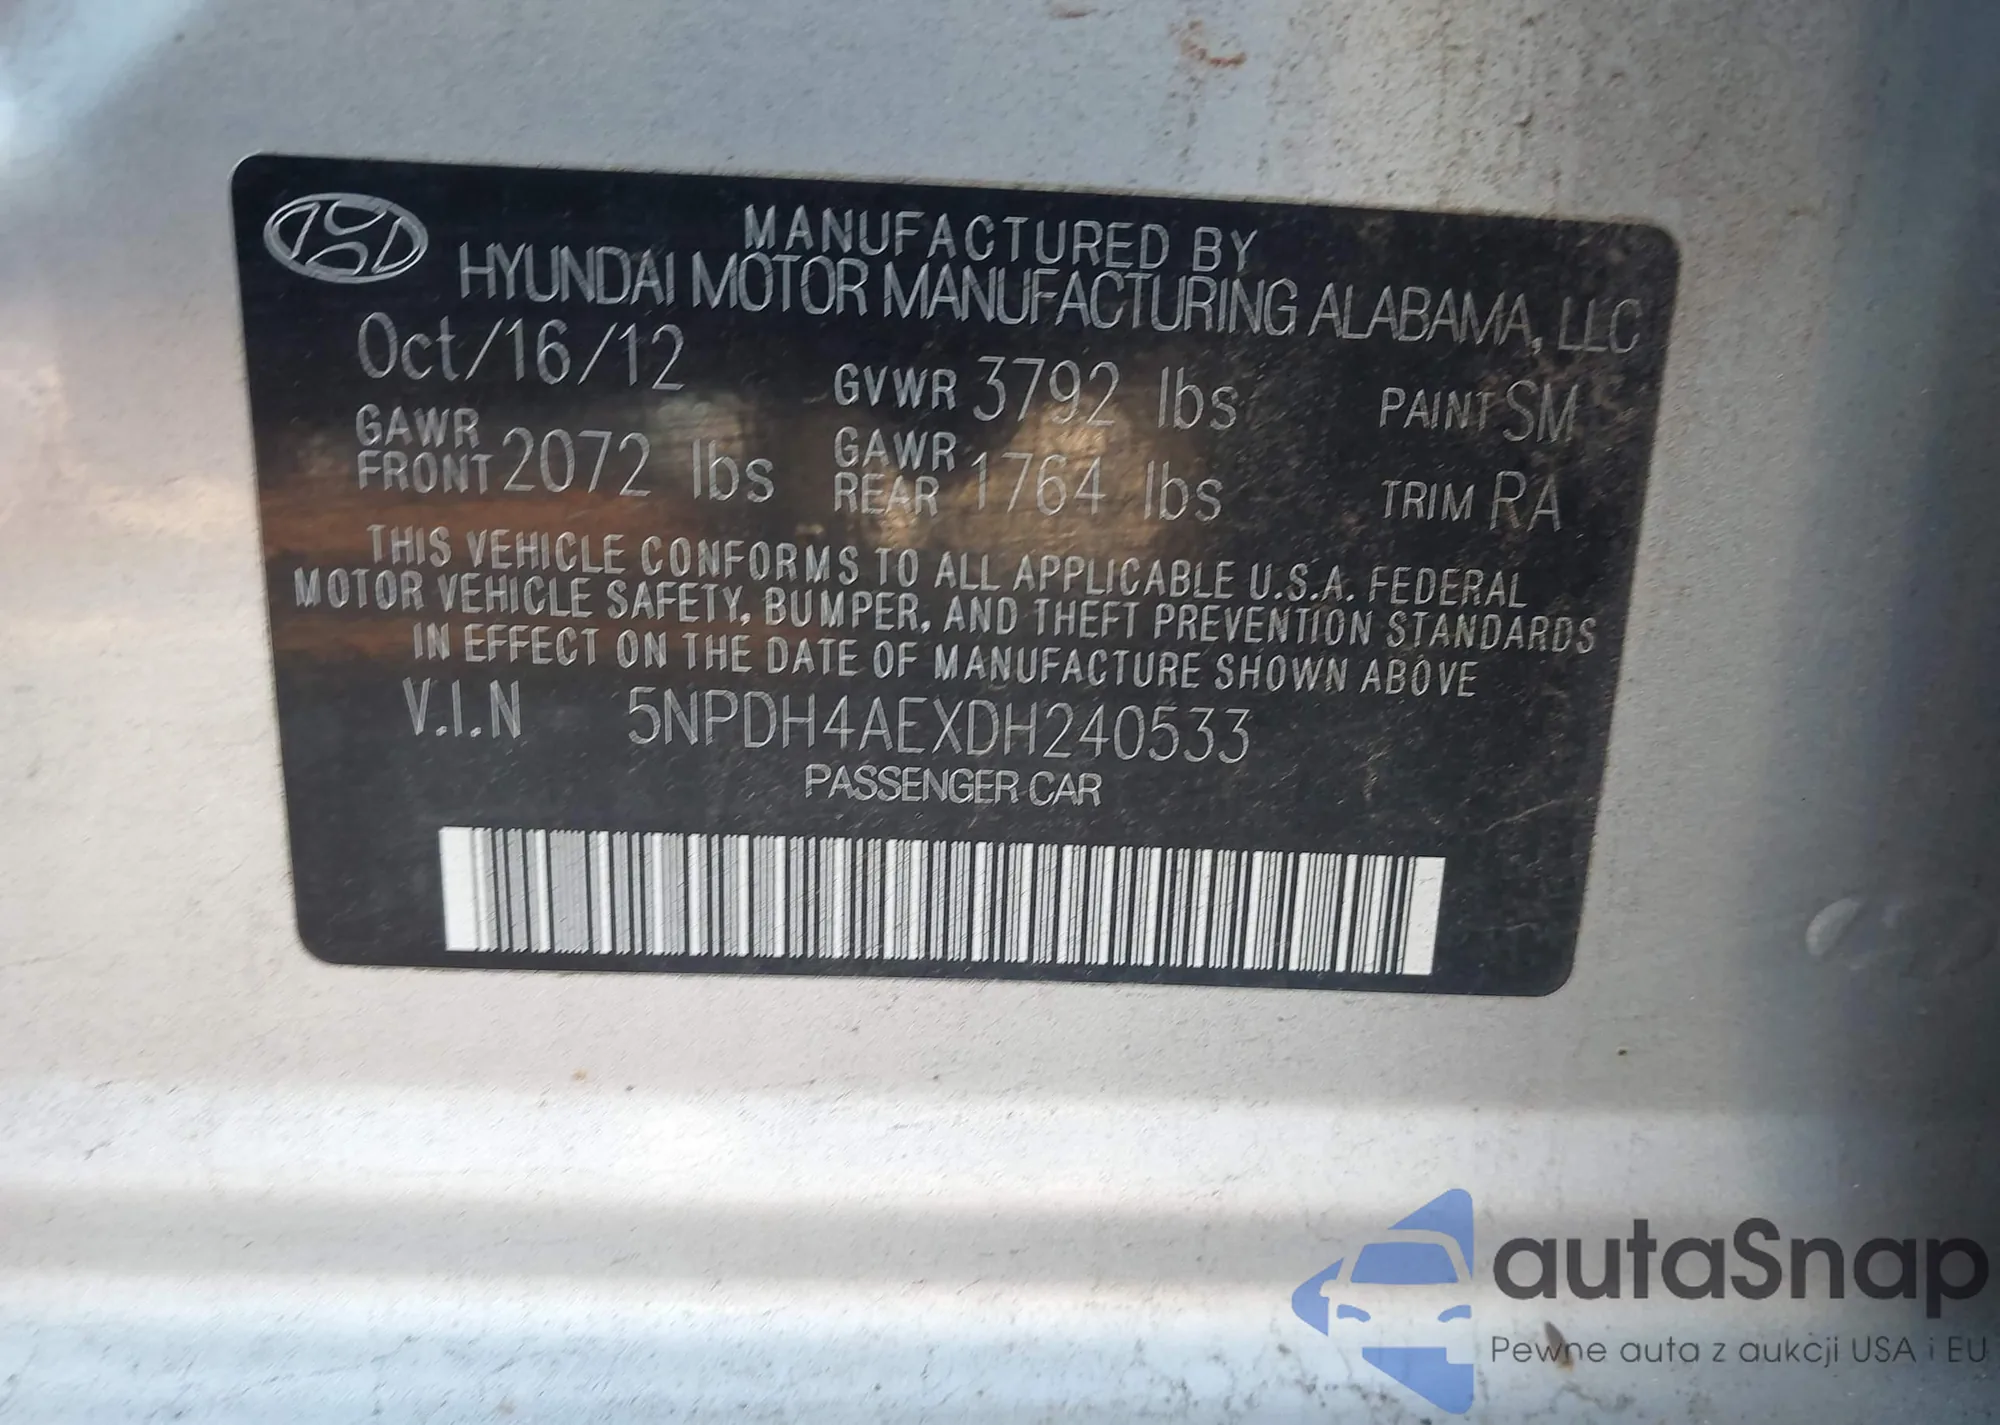 MANUFACTURED BY
HYUNDAI MOTOR MANUFACTURING ALABAMA, LLC
Oct/16/12 GVWR 3792 lbs PAINT SM
GAWR FRONT 2072 lbs GAWR REAR 1764 lbs TRIM RA
THIS VEHICLE CONFORMS TO ALL APPLICABLE U.S.A. FEDERAL
MOTOR VEHICLE SAFETY, BUMPER, AND THEFT PREVENTION STANDARDS
IN EFFECT ON THE DATE OF MANUFACTURE SHOWN ABOVE
V.I.N 5NPDH4AEXDH240533
PASSENGER CAR
autaSnap
Pewne auta z aukcji USA i EU